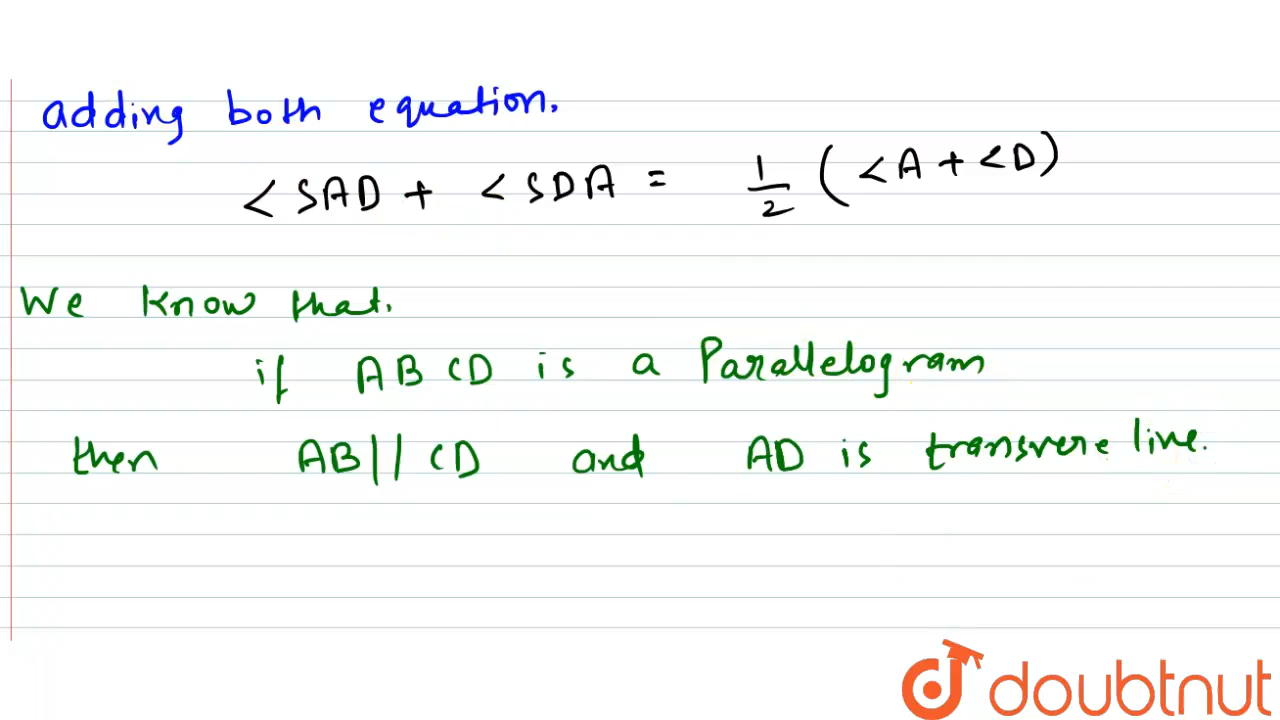 adding both equation.
< SAD + < SDA = 1/2 ( < A + < D )
We know that.
if ABCD is a Parallelogram
then AB || CD and AD is transvere line.
doubtnut